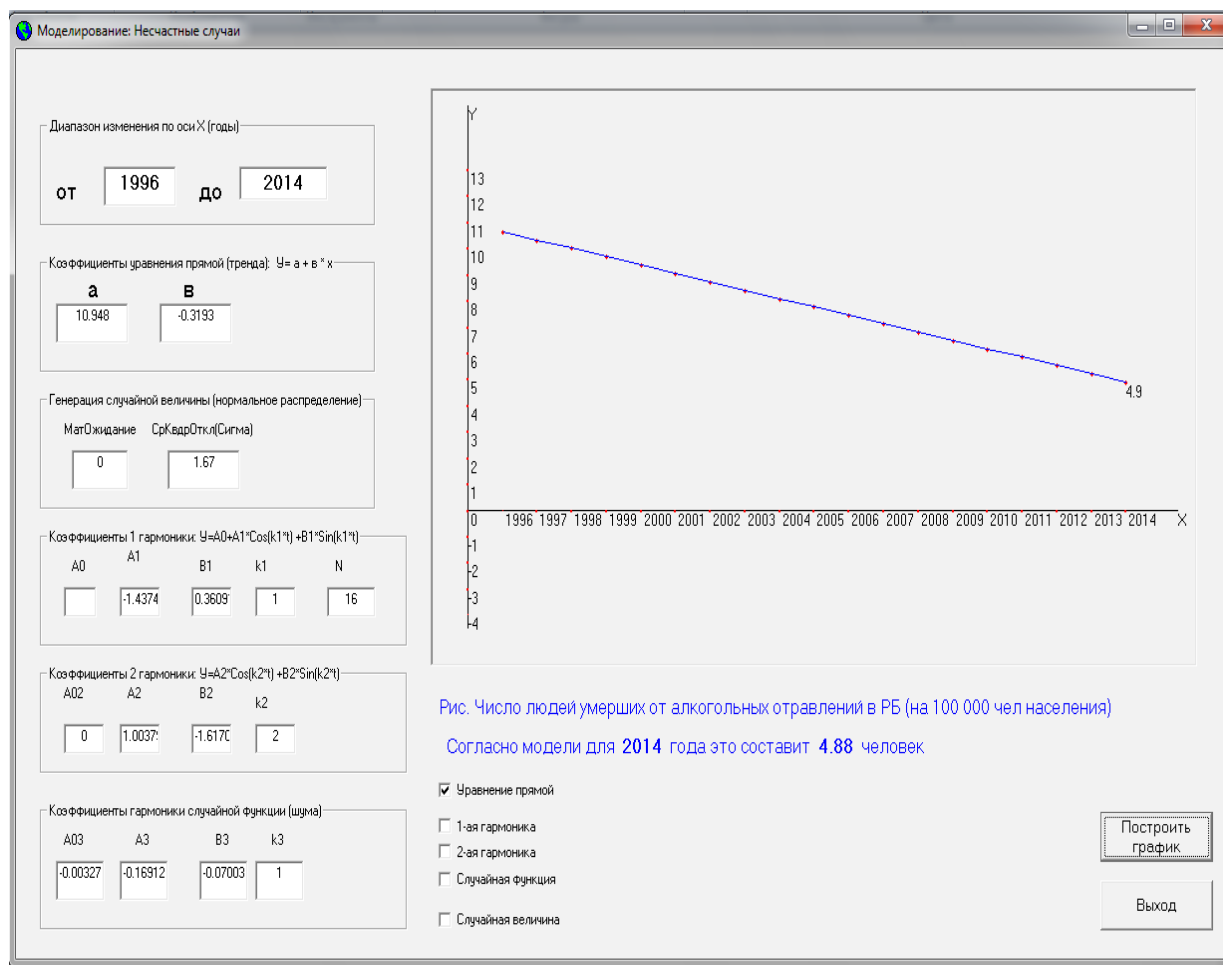 Моделирование: Несчастные случаи
Диапазон изменения по оси X (годы)
от 1996 до 2014
Коэффициенты уравнения прямой (тренда): У= а + в * х
а в
10.948 -0.3193
Генерация случайной величины (нормальное распределение)
МатОжидание СрКвдрОткл(Сигма)
0 1.67
Коэффициенты 1 гармоники: У=A0+A1*Cos(k1*t) +B1*Sin(k1*t)
A0 A1 B1 k1 N
-1.4374 0.3609 1 16
Коэффициенты 2 гармоники: У=A2*Cos(k2*t) +B2*Sin(k2*t)
A02 A2 B2 k2
0 1.0037 -1.617 2
Коэффициенты гармоники случайной функции (шума)
A03 A3 B3 k3
-0.00327 -0.16912 -0.07003 1
Y
13
12
11
10
9
8
7
6
5
4
3
2
1
0 1996 1997 1998 1999 2000 2001 2002 2003 2004 2005 2006 2007 2008 2009 2010 2011 2012 2013 2014 X
-1
-2
-3
-4
4.9
Рис. Число людей умерших от алкогольных отравлений в РБ (на 100 000 чел населения)
Согласно модели для 2014 года это составит 4.88 человек
Уравнение прямой
1-ая гармоника
2-ая гармоника
Случайная функция
Случайная величина
Построить
график
Выход